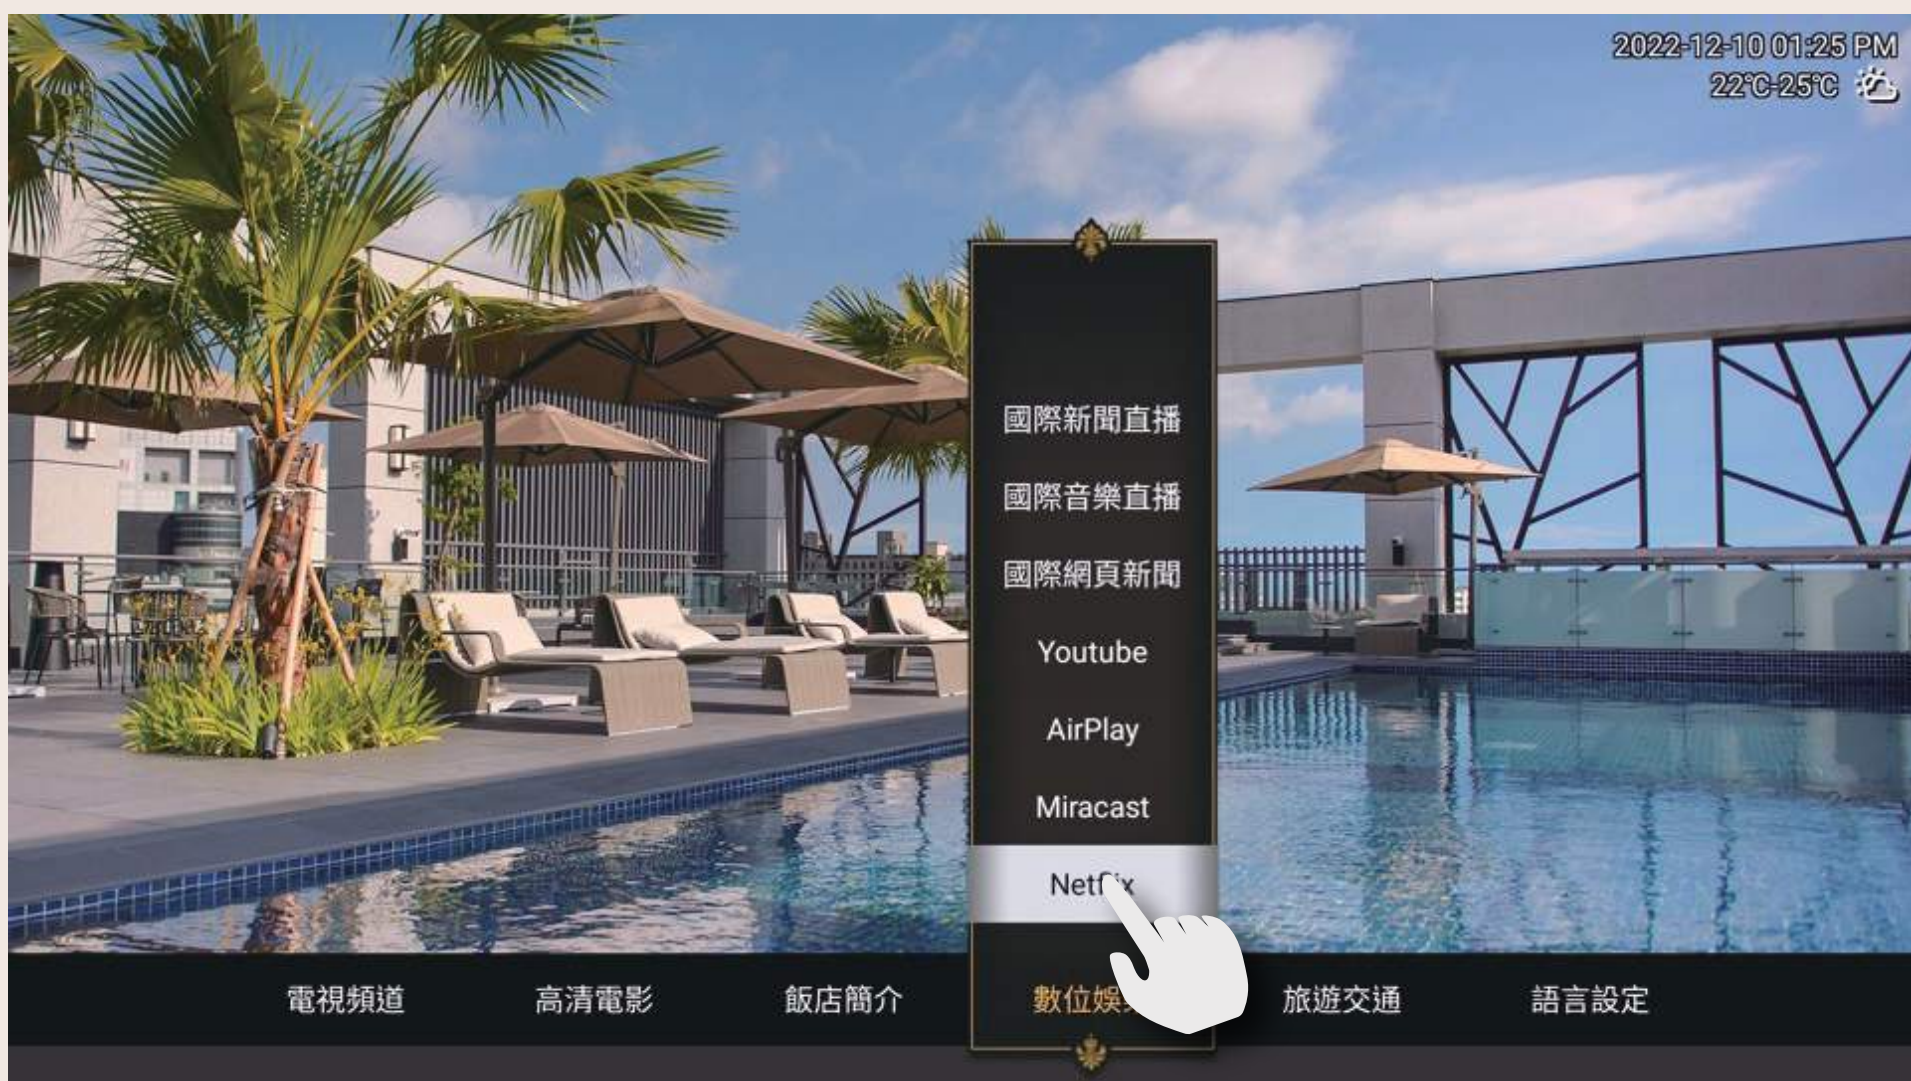 2022-12-10 01:25 PM
22°C-25°C
國際新聞直播
國際音樂直播
國際網頁新聞
Youtube
AirPlay
Miracast
電視頻道
高清電影
飯店簡介
數位娛
旅遊交通
語言設定